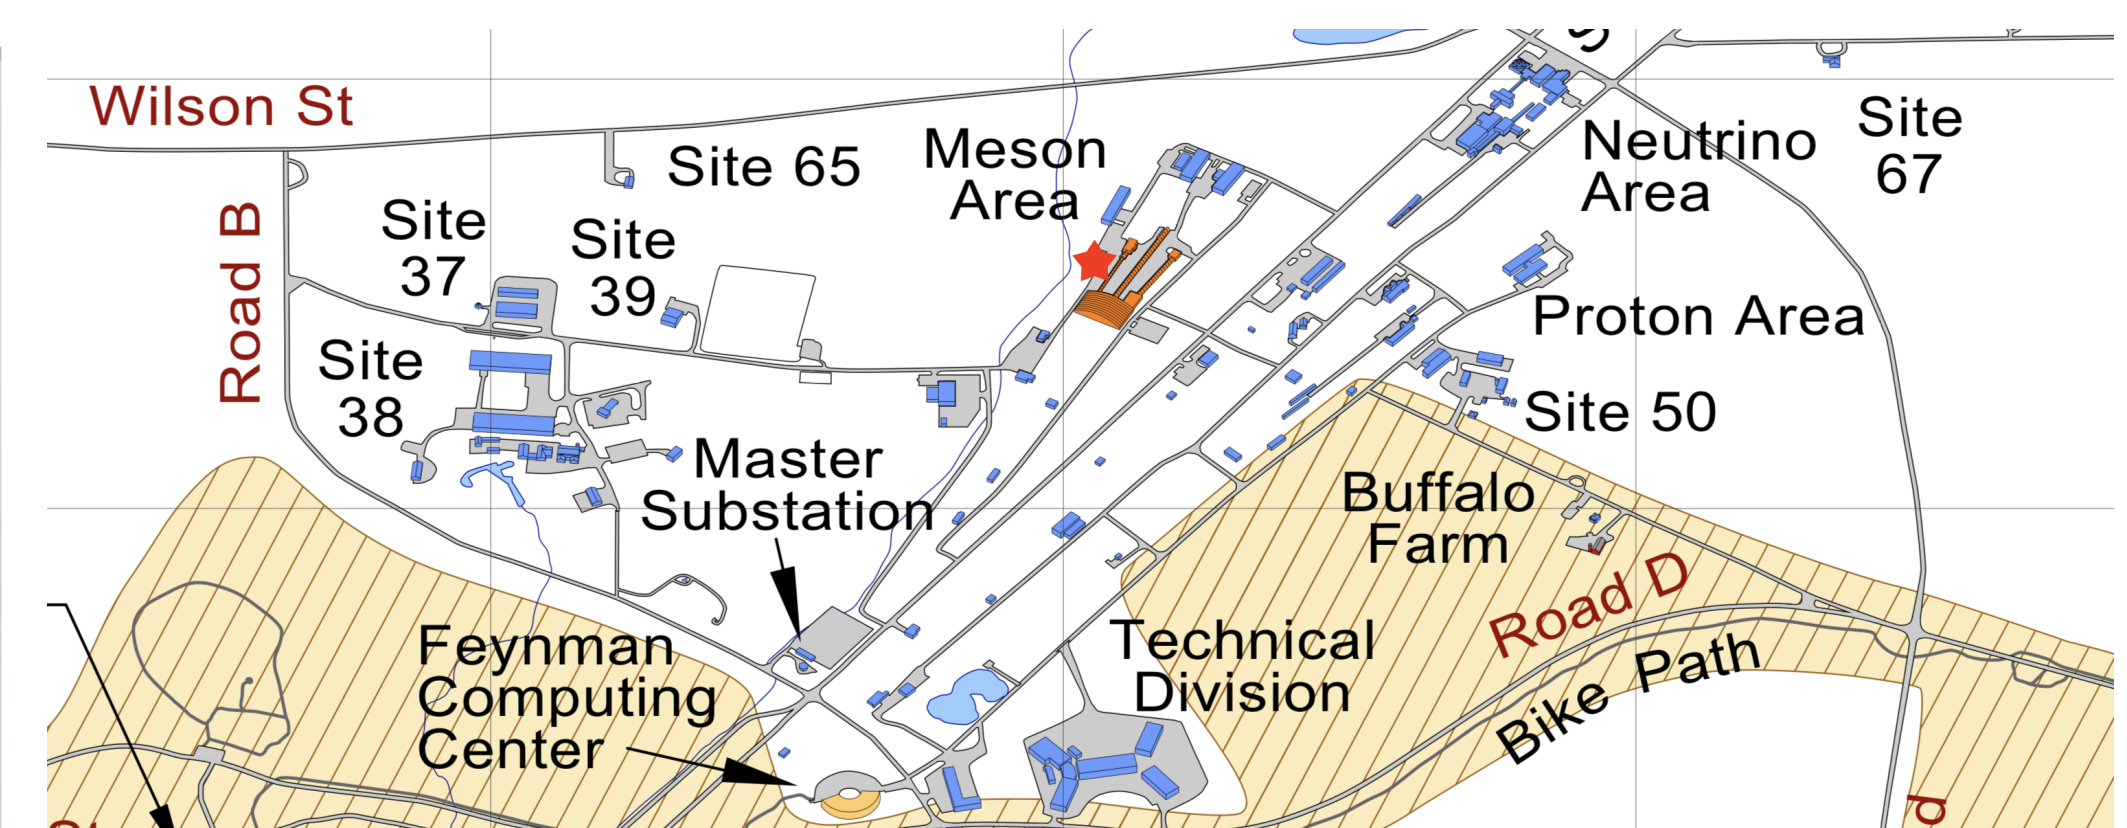 Wilson St
Road B
Site 65
Site
37
Site
39
Site
38
Meson
Area
Neutrino
Area
Site
67
Proton Area
Site 50
Master
Substation
Buffalo
Farm
Road D
Bike Path
Feynman
Computing
Center
Technical
Division